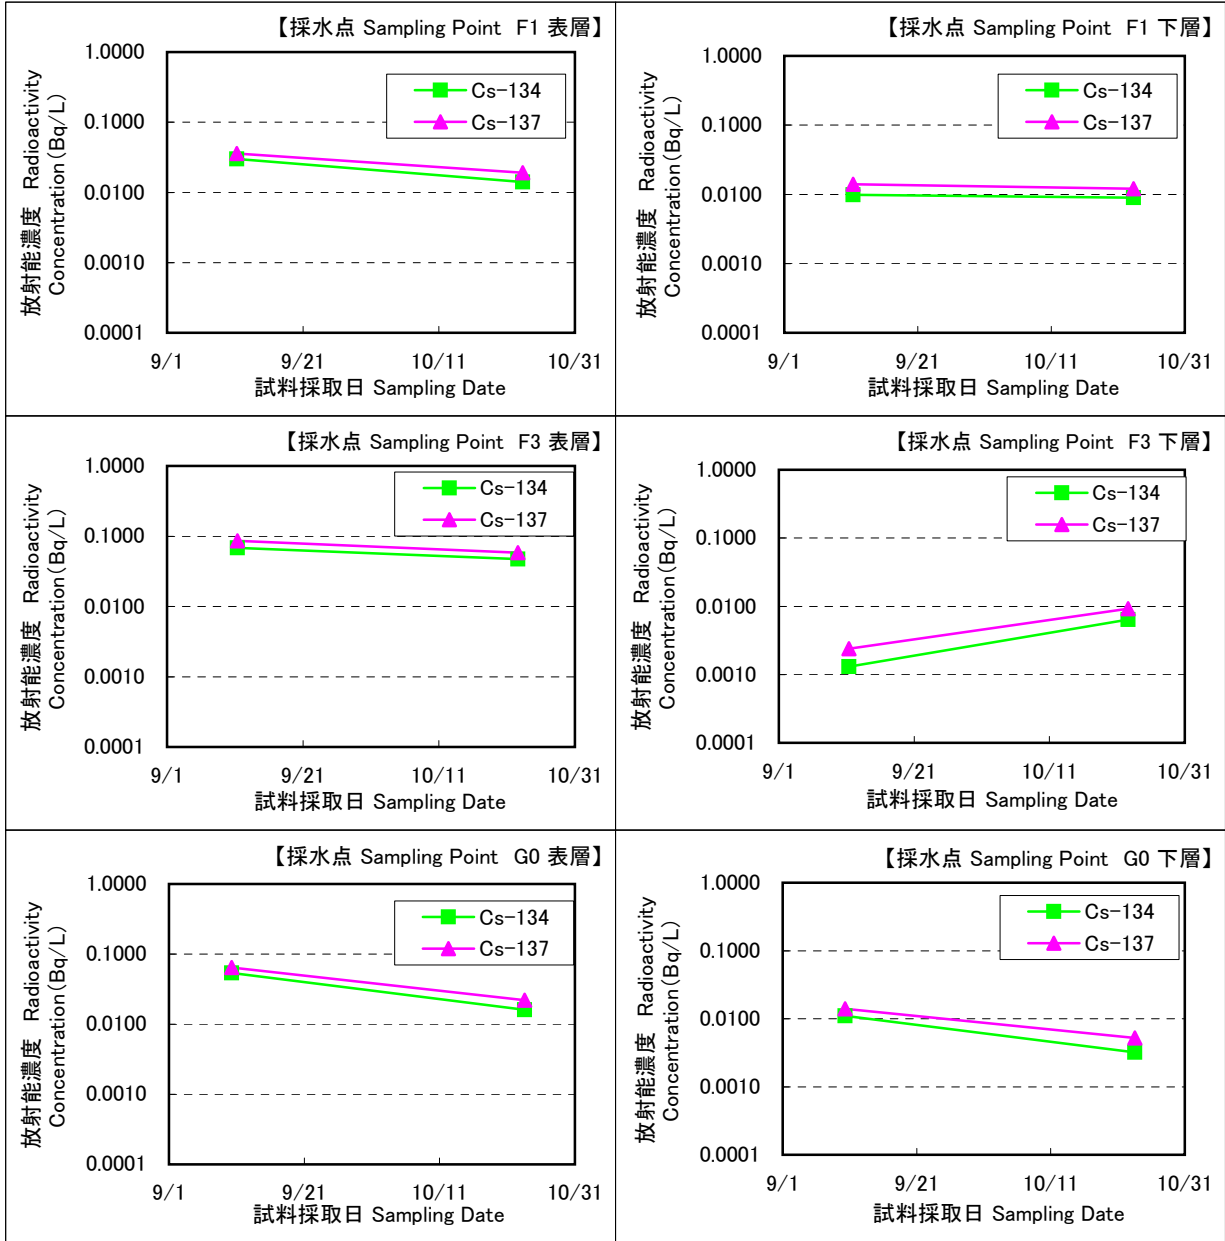 【採水点 Sampling Point F1 表層】
放射能濃度 Radioactivity
Concentration(Bq/L)
1.0000
0.1000
0.0100
0.0010
0.0001
Cs-134
Cs-137
9/1 9/21 10/11 10/31
試料採取日 Sampling Date
【採水点 Sampling Point F1 下層】
放射能濃度 Radioactivity
Concentration(Bq/L)
1.0000
0.1000
0.0100
0.0010
0.0001
Cs-134
Cs-137
9/1 9/21 10/11 10/31
試料採取日 Sampling Date
【採水点 Sampling Point F3 表層】
放射能濃度 Radioactivity
Concentration(Bq/L)
1.0000
0.1000
0.0100
0.0010
0.0001
Cs-134
Cs-137
9/1 9/21 10/11 10/31
試料採取日 Sampling Date
【採水点 Sampling Point F3 下層】
放射能濃度 Radioactivity
Concentration(Bq/L)
1.0000
0.1000
0.0100
0.0010
0.0001
Cs-134
Cs-137
9/1 9/21 10/11 10/31
試料採取日 Sampling Date
【採水点 Sampling Point G0 表層】
放射能濃度 Radioactivity
Concentration(Bq/L)
1.0000
0.1000
0.0100
0.0010
0.0001
Cs-134
Cs-137
9/1 9/21 10/11 10/31
試料採取日 Sampling Date
【採水点 Sampling Point G0 下層】
放射能濃度 Radioactivity
Concentration(Bq/L)
1.0000
0.1000
0.0100
0.0010
0.0001
Cs-134
Cs-137
9/1 9/21 10/11 10/31
試料採取日 Sampling Date